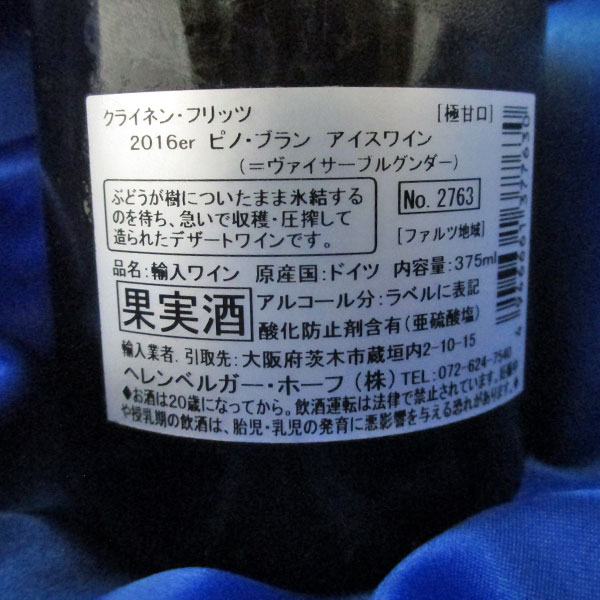 クライネン・フリッツ [極甘口]
2016er ピノ・ブラン アイスワイン
(=ヴァイサーブルグンダー)
ぶどうが樹についたまま氷結する
のを待ち、急いで収穫・圧搾して
造られたデザートワインです。
No. 2763
[ファルツ地域]
品名:輸入ワイン 原産国:ドイツ 内容量:375ml
果実酒
アルコール分:ラベルに表記
酸化防止剤含有(亜硫酸塩)
輸入業者.引取先:大阪府茨木市蔵垣内2-10-15
ヘレンベルガー・ホーフ(株) TEL:072-624-7540
◆お酒は20歳になってから。飲酒運転は法律で禁止されています。妊娠中
や授乳期の飲酒は、胎児・乳児の発育に悪影響を与える恐れがあります。